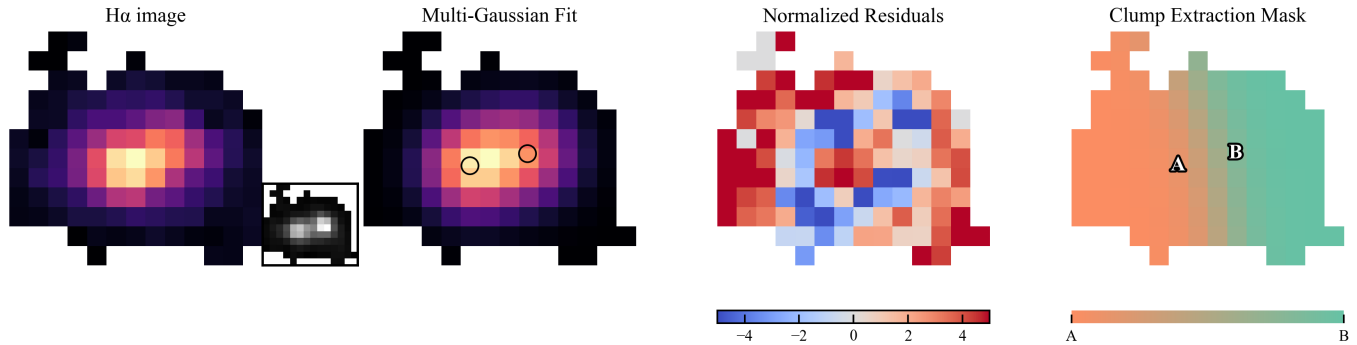 Hα image
Multi-Gaussian Fit
Normalized Residuals
Clump Extraction Mask
A
B
−4 −2 0 2 4
A B